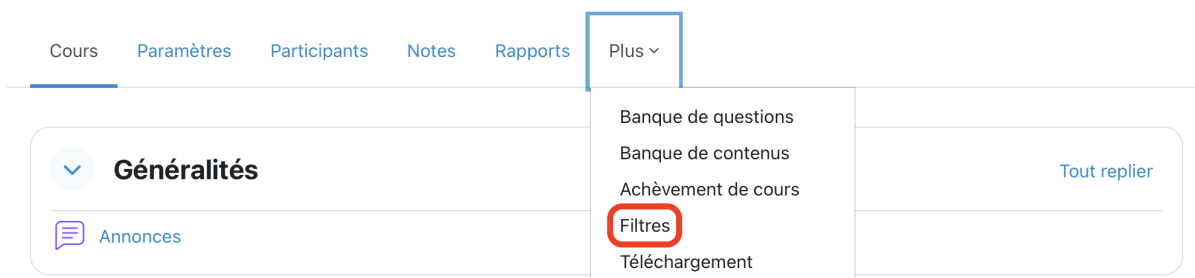 Cours Paramètres Participants Notes Rapports Plus
Banque de questions
Banque de contenus
Généralités
Tout replier
Achèvement de cours
Filtres
Annonces
Téléchargement